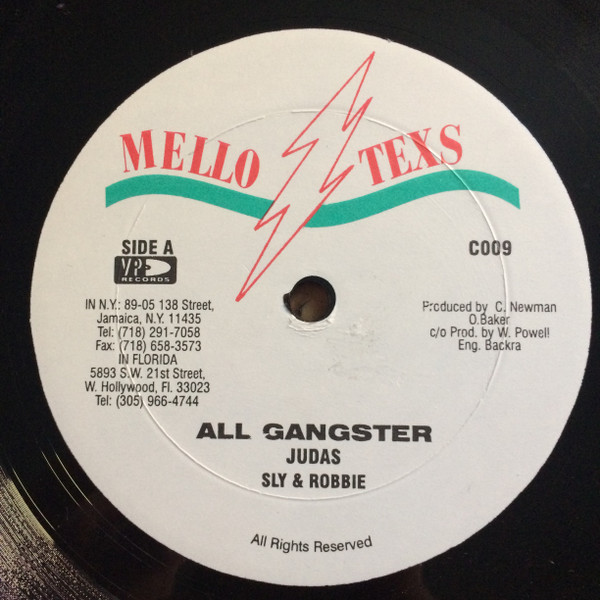 MELLO TEXS
SIDE A
C009
VP
RECORDS
IN N.Y.: 89-05 138 Street,
Jamaica, N.Y. 11435
Tel: (718) 291-7058
Fax: (718) 658-3573
IN FLORIDA
5893 S.W. 21st Street,
W. Hollywood, Fl. 33023
Tel: (305) 966-4744
Produced by C. Newman
O.Baker
c/o Prod. by W. Powell
Eng. Backra
ALL GANGSTER
JUDAS
SLY & ROBBIE
All Rights Reserved